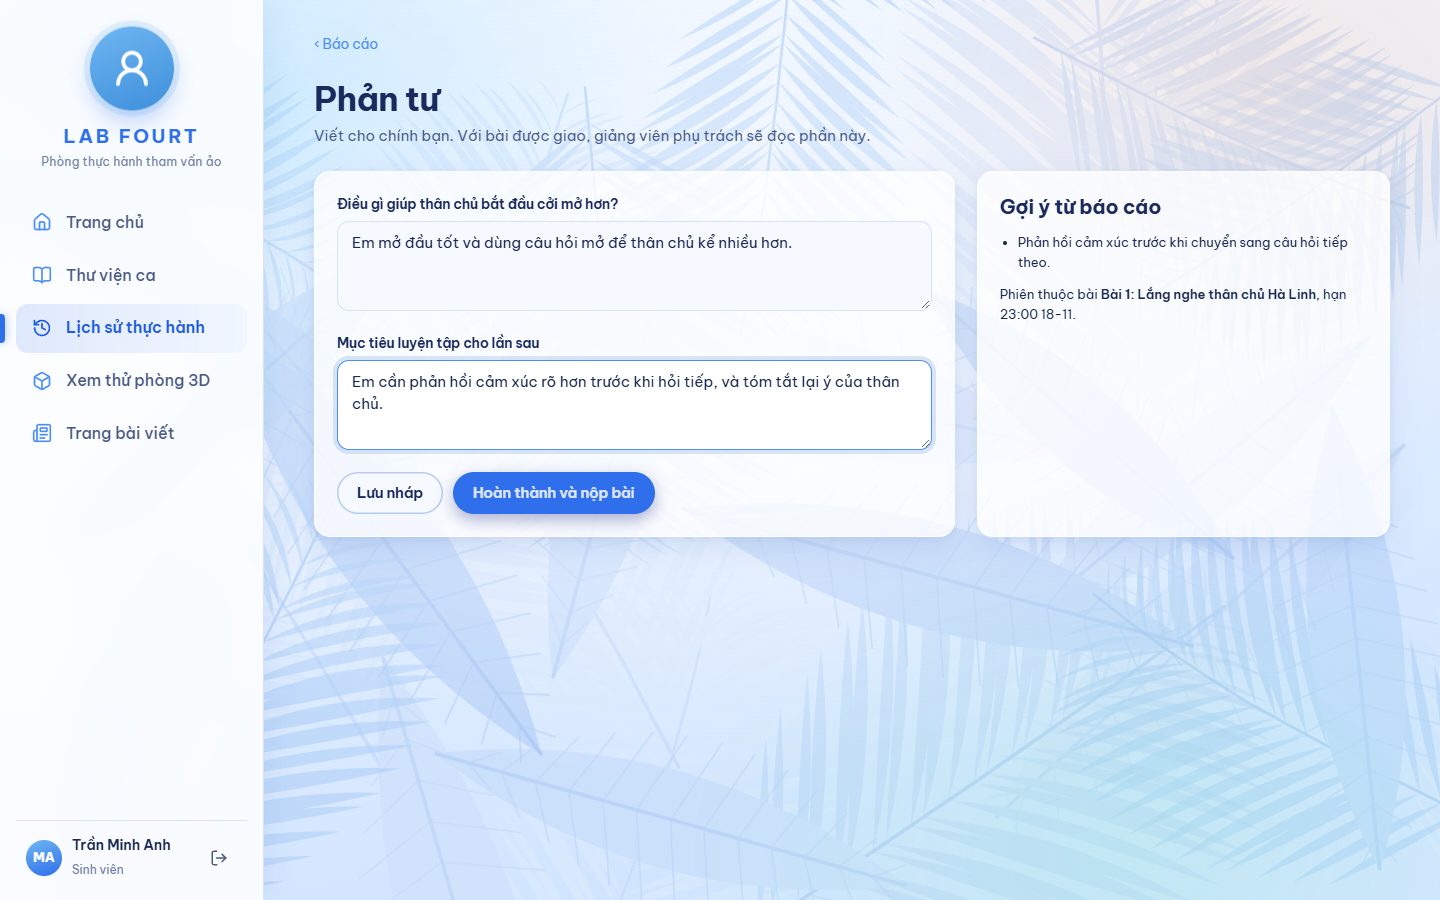 LAB FOURT
Phòng thực hành tham vấn ảo
Trang chủ
Thư viện ca
Lịch sử thực hành
Xem thử phòng 3D
Trang bài viết
MA
Trần Minh Anh
Sinh viên
‹ Báo cáo
Phản tư
Viết cho chính bạn. Với bài được giao, giảng viên phụ trách sẽ đọc phần này.
Điều gì giúp thân chủ bắt đầu cởi mở hơn?
Em mở đầu tốt và dùng câu hỏi mở để thân chủ kể nhiều hơn.
Mục tiêu luyện tập cho lần sau
Em cần phản hồi cảm xúc rõ hơn trước khi hỏi tiếp, và tóm tắt lại ý của thân
chủ.
Lưu nháp
Hoàn thành và nộp bài
Gợi ý từ báo cáo
• Phản hồi cảm xúc trước khi chuyển sang câu hỏi tiếp
theo.
Phiên thuộc bài Bài 1: Lắng nghe thân chủ Hà Linh, hạn
23:00 18-11.